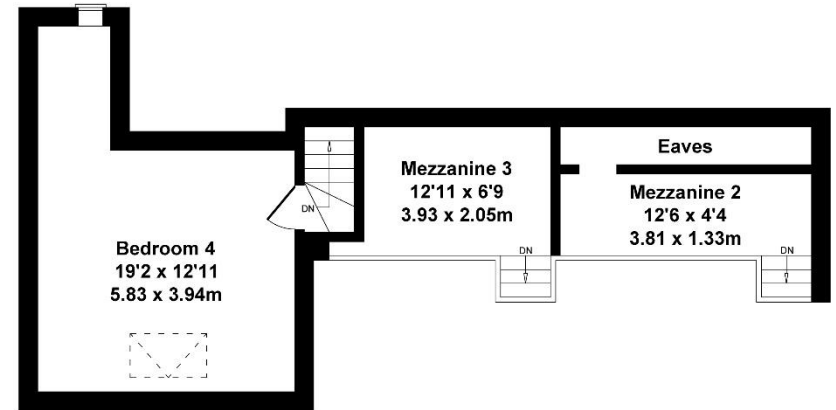 Bedroom 4
19'2 x 12'11
5.83 x 3.94m
DN
Mezzanine 3
12'11 x 6'9
3.93 x 2.05m
DN
Eaves
Mezzanine 2
12'6 x 4'4
3.81 x 1.33m
DN